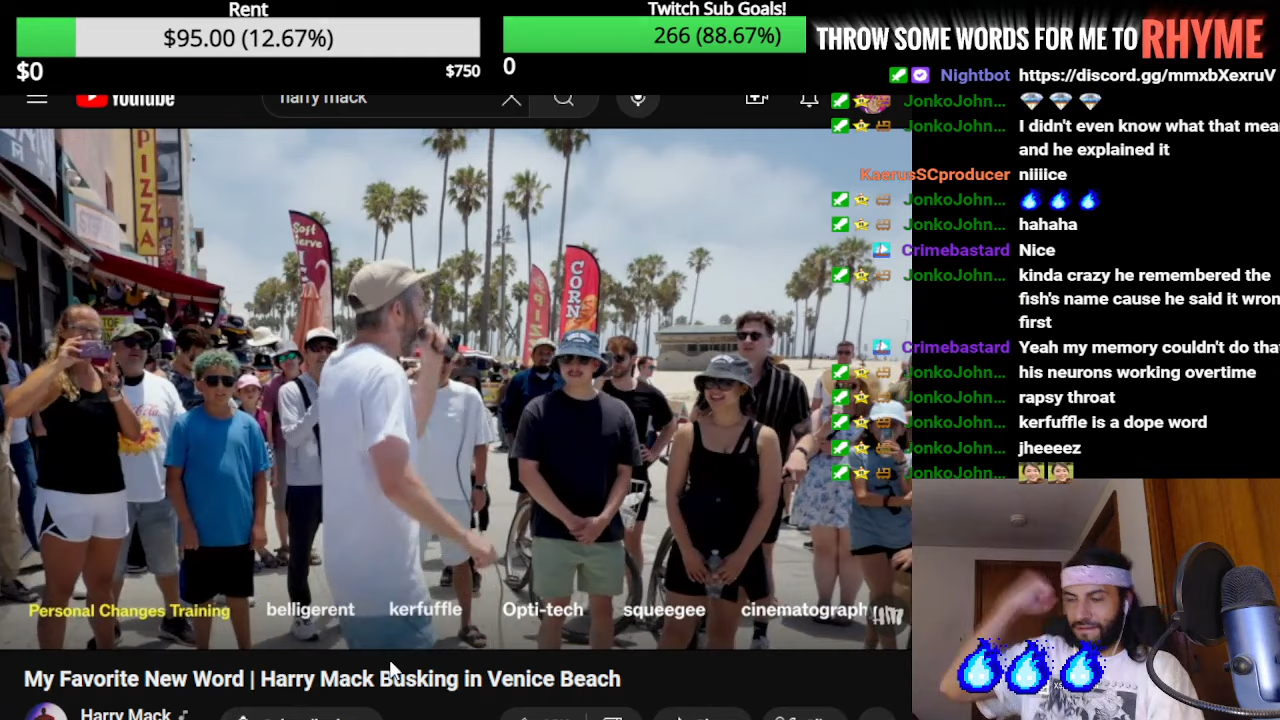 Rent
$95.00 (12.67%)
$0
$750
Twitch Sub Goals!
266 (88.67%)
0
THROW SOME WORDS FOR ME TO RHYME
Nightbot https://discord.gg/mmxbXexruV
JonkoJohn...
JonkoJohn... I didn't even know what that mea
and he explained it
KaerusSCproducer niiiice
JonkoJohn...
JonkoJohn... hahaha
Crimebastard Nice
JonkoJohn... kinda crazy he remembered the
fish's name cause he said it wron
first
Crimebastard Yeah my memory couldn't do tha
JonkoJohn... his neurons working overtime
JonkoJohn... rapsy throat
JonkoJohn... kerfuffle is a dope word
JonkoJohn... jheeeez
JonkoJohn...
YouTube
harry mack
PIZZA
Soft
Serve
CORN
Personal Changes Training belligerent kerfuffle Opti-tech squeegee cinematograph
My Favorite New Word | Harry Mack Busking in Venice Beach
Harry Mack